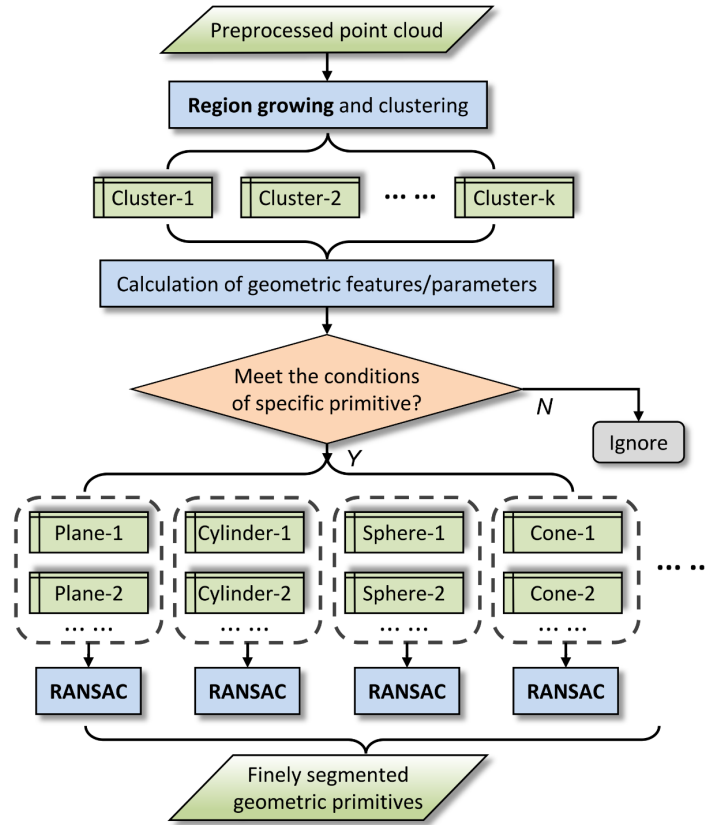 Preprocessed point cloud
Region growing and clustering
Cluster-1 Cluster-2 ... ... Cluster-k
Calculation of geometric features/parameters
Meet the conditions
of specific primitive?
N
Ignore
Y
Plane-1 Cylinder-1 Sphere-1 Cone-1
... ..
Plane-2 Cylinder-2 Sphere-2 Cone-2
... ... ... ... ... ... ... ...
RANSAC RANSAC RANSAC RANSAC
Finely segmented
geometric primitives